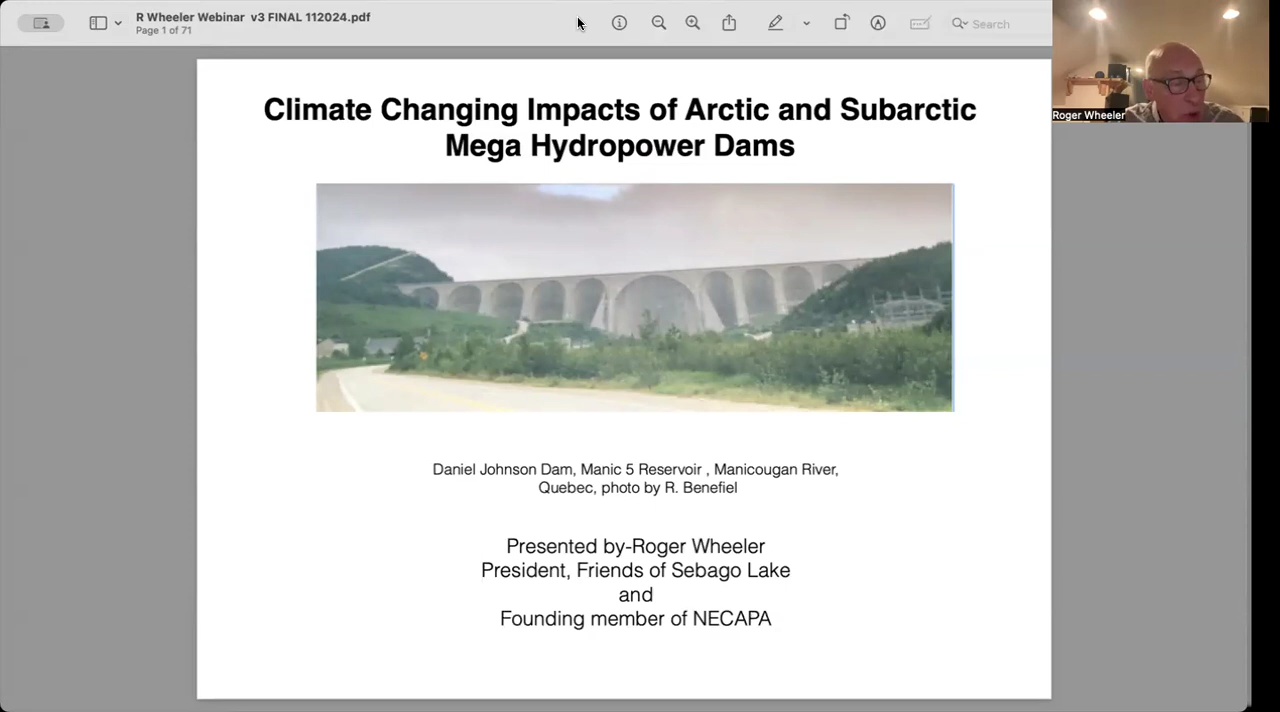 R Wheeler Webinar v3 FINAL 112024.pdf
Page 1 of 71
Search
Roger Wheeler
Climate Changing Impacts of Arctic and Subarctic
Mega Hydropower Dams
Daniel Johnson Dam, Manic 5 Reservoir , Manicougan River,
Quebec, photo by R. Benefiel
Presented by-Roger Wheeler
President, Friends of Sebago Lake
and
Founding member of NECAPA